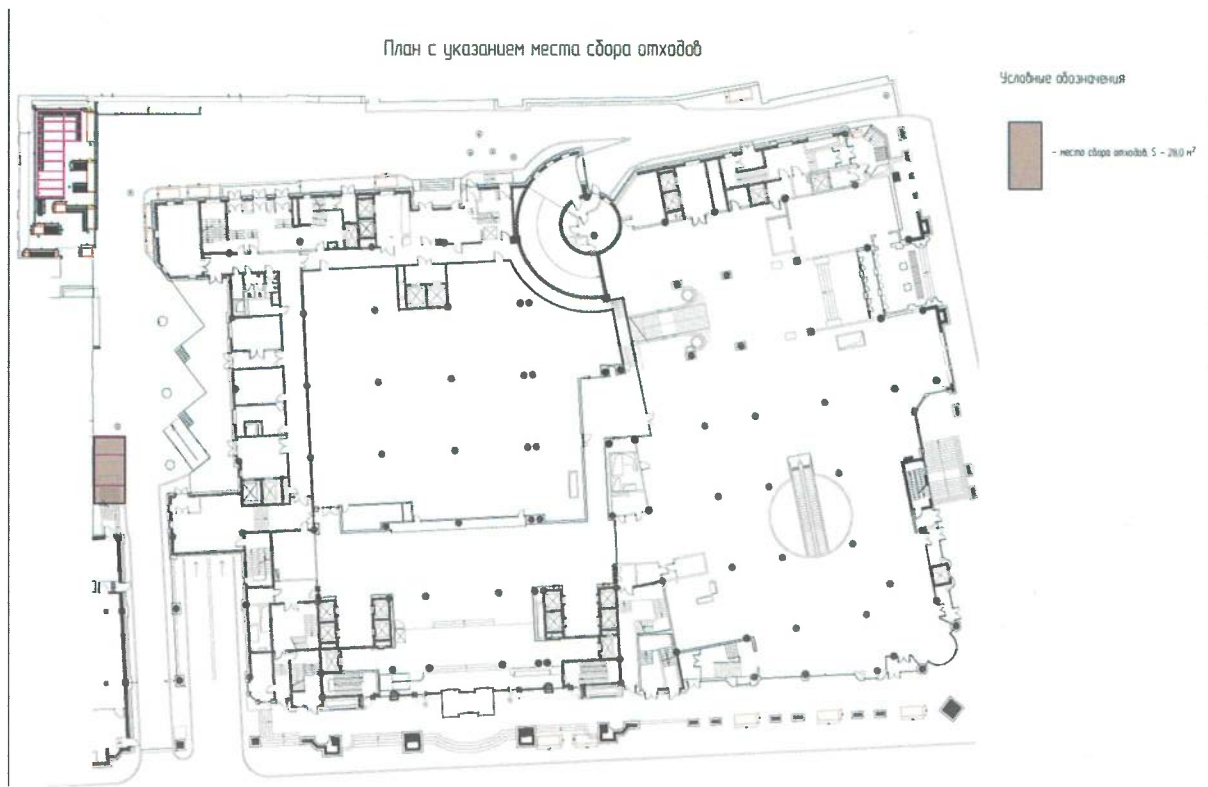 План с указанием места сбора отходов
Условные обозначения
- место сбора отходов, S - 28,0 м²